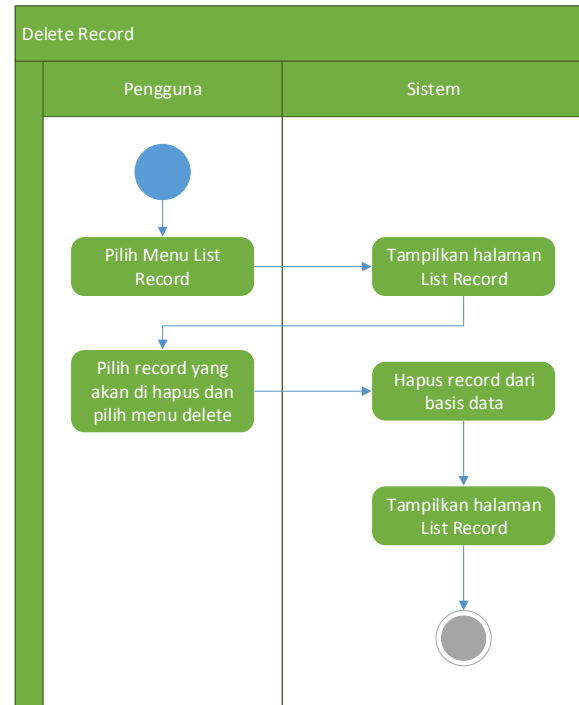 Delete Record
Pengguna
Sistem
Pilih Menu List
Record
Tampilkan halaman
List Record
Pilih record yang
akan di hapus dan
pilih menu delete
Hapus record dari
basis data
Tampilkan halaman
List Record